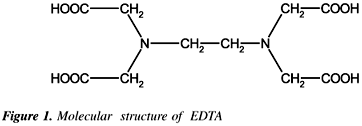 HOOC CH₂ CH₂ COOH
N CH₂ CH₂ N
HOOC CH₂ CH₂ COOH
Figure 1. Molecular structure of EDTA